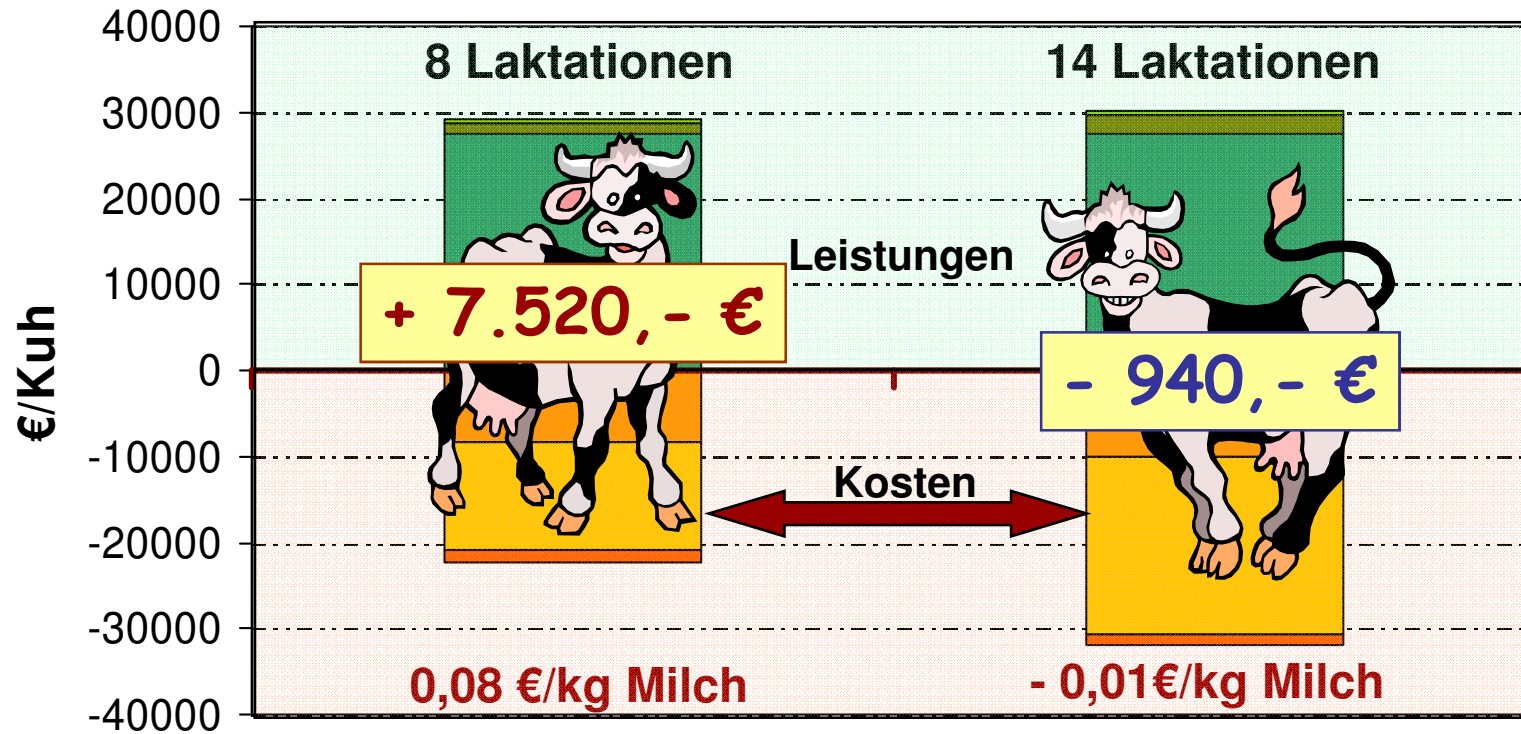 40000
30000
20000
10000
0
-10000
-20000
-30000
-40000
€/Kuh
8 Laktationen
14 Laktationen
Leistungen
+ 7.520,- €
- 940,- €
Kosten
0,08 €/kg Milch
- 0,01€/kg Milch